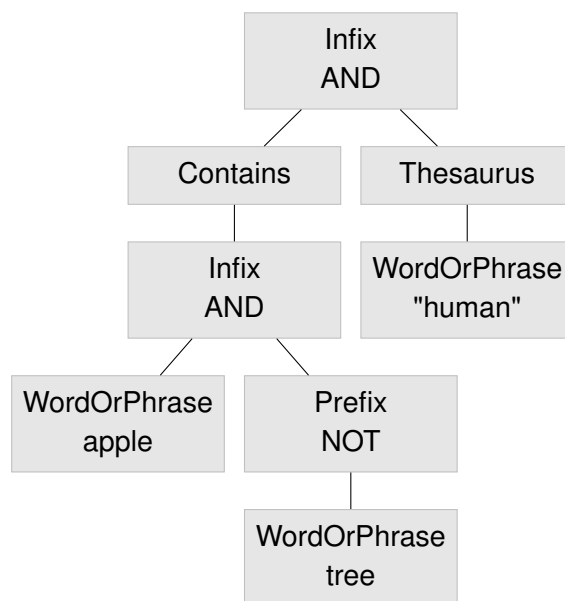 Infix
AND
Contains
Thesaurus
Infix
AND
WordOrPhrase
"human"
WordOrPhrase
apple
Prefix
NOT
WordOrPhrase
tree